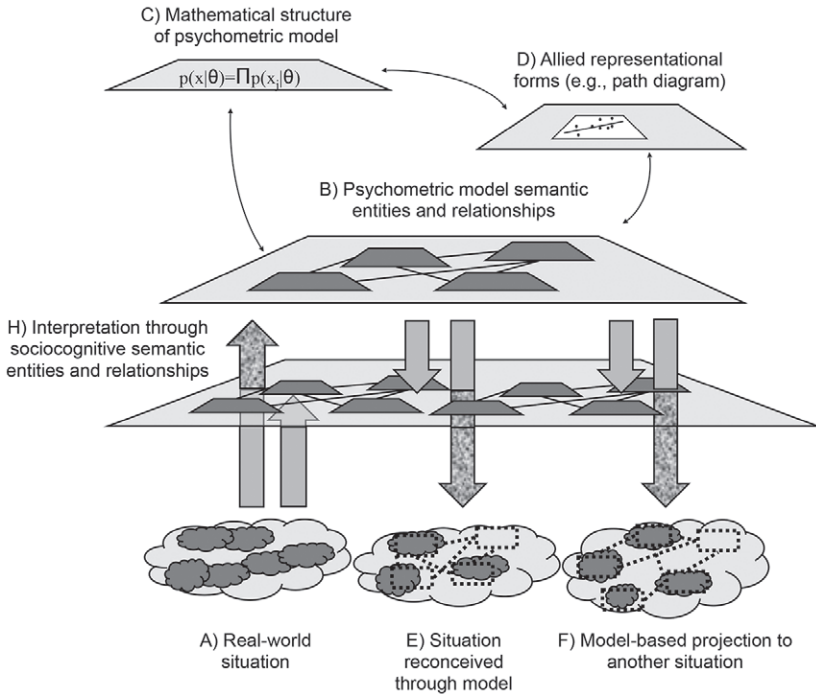 C) Mathematical structure
of psychometric model
p(x|θ)=Πp(xj|θ)
D) Allied representational
forms (e.g., path diagram)
B) Psychometric model semantic
entities and relationships
H) Interpretation through
sociocognitive semantic
entities and relationships
A) Real-world
situation
E) Situation
reconceived
through model
F) Model-based projection to
another situation